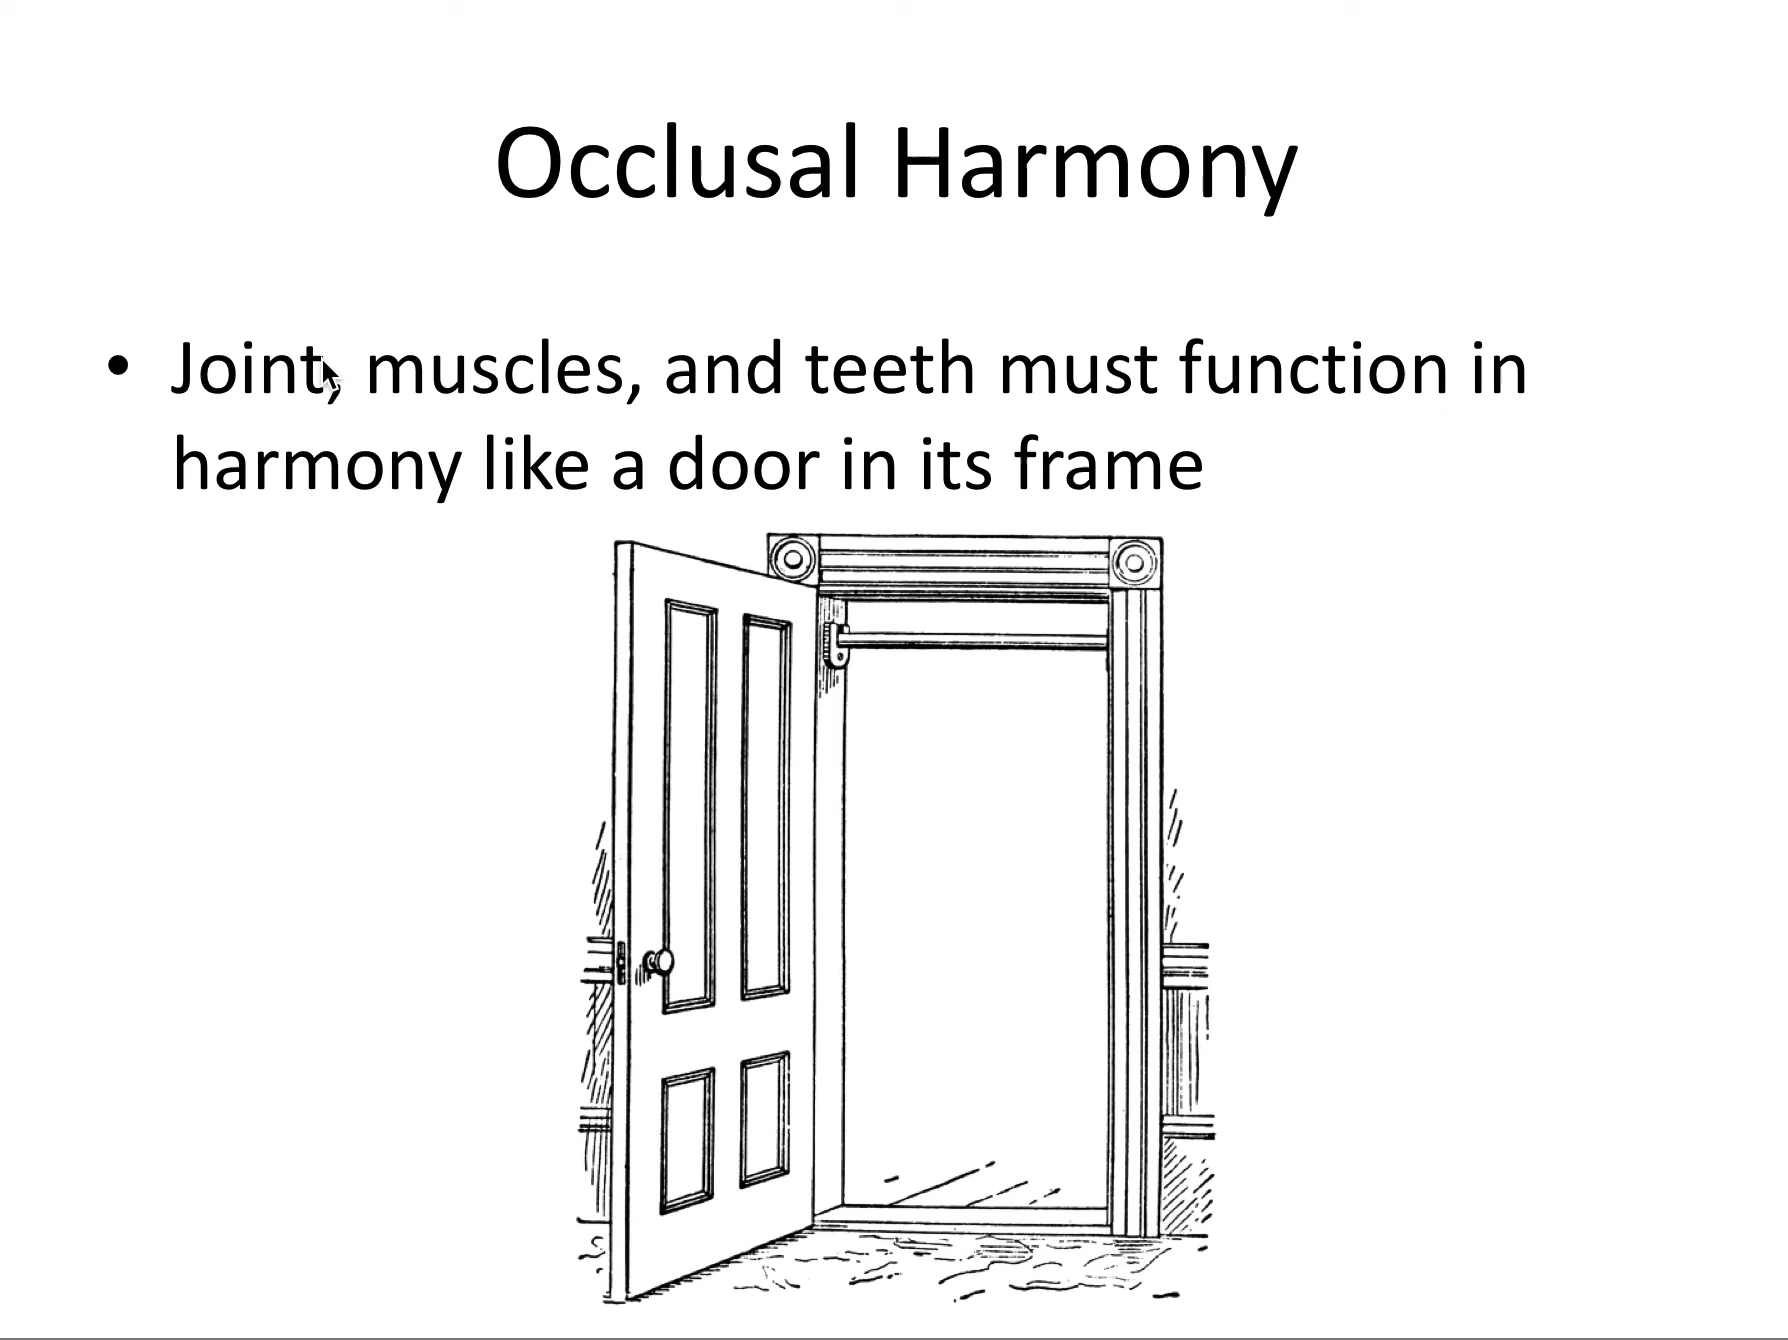 Occlusal Harmony
• Joint, muscles, and teeth must function in
harmony like a door in its frame